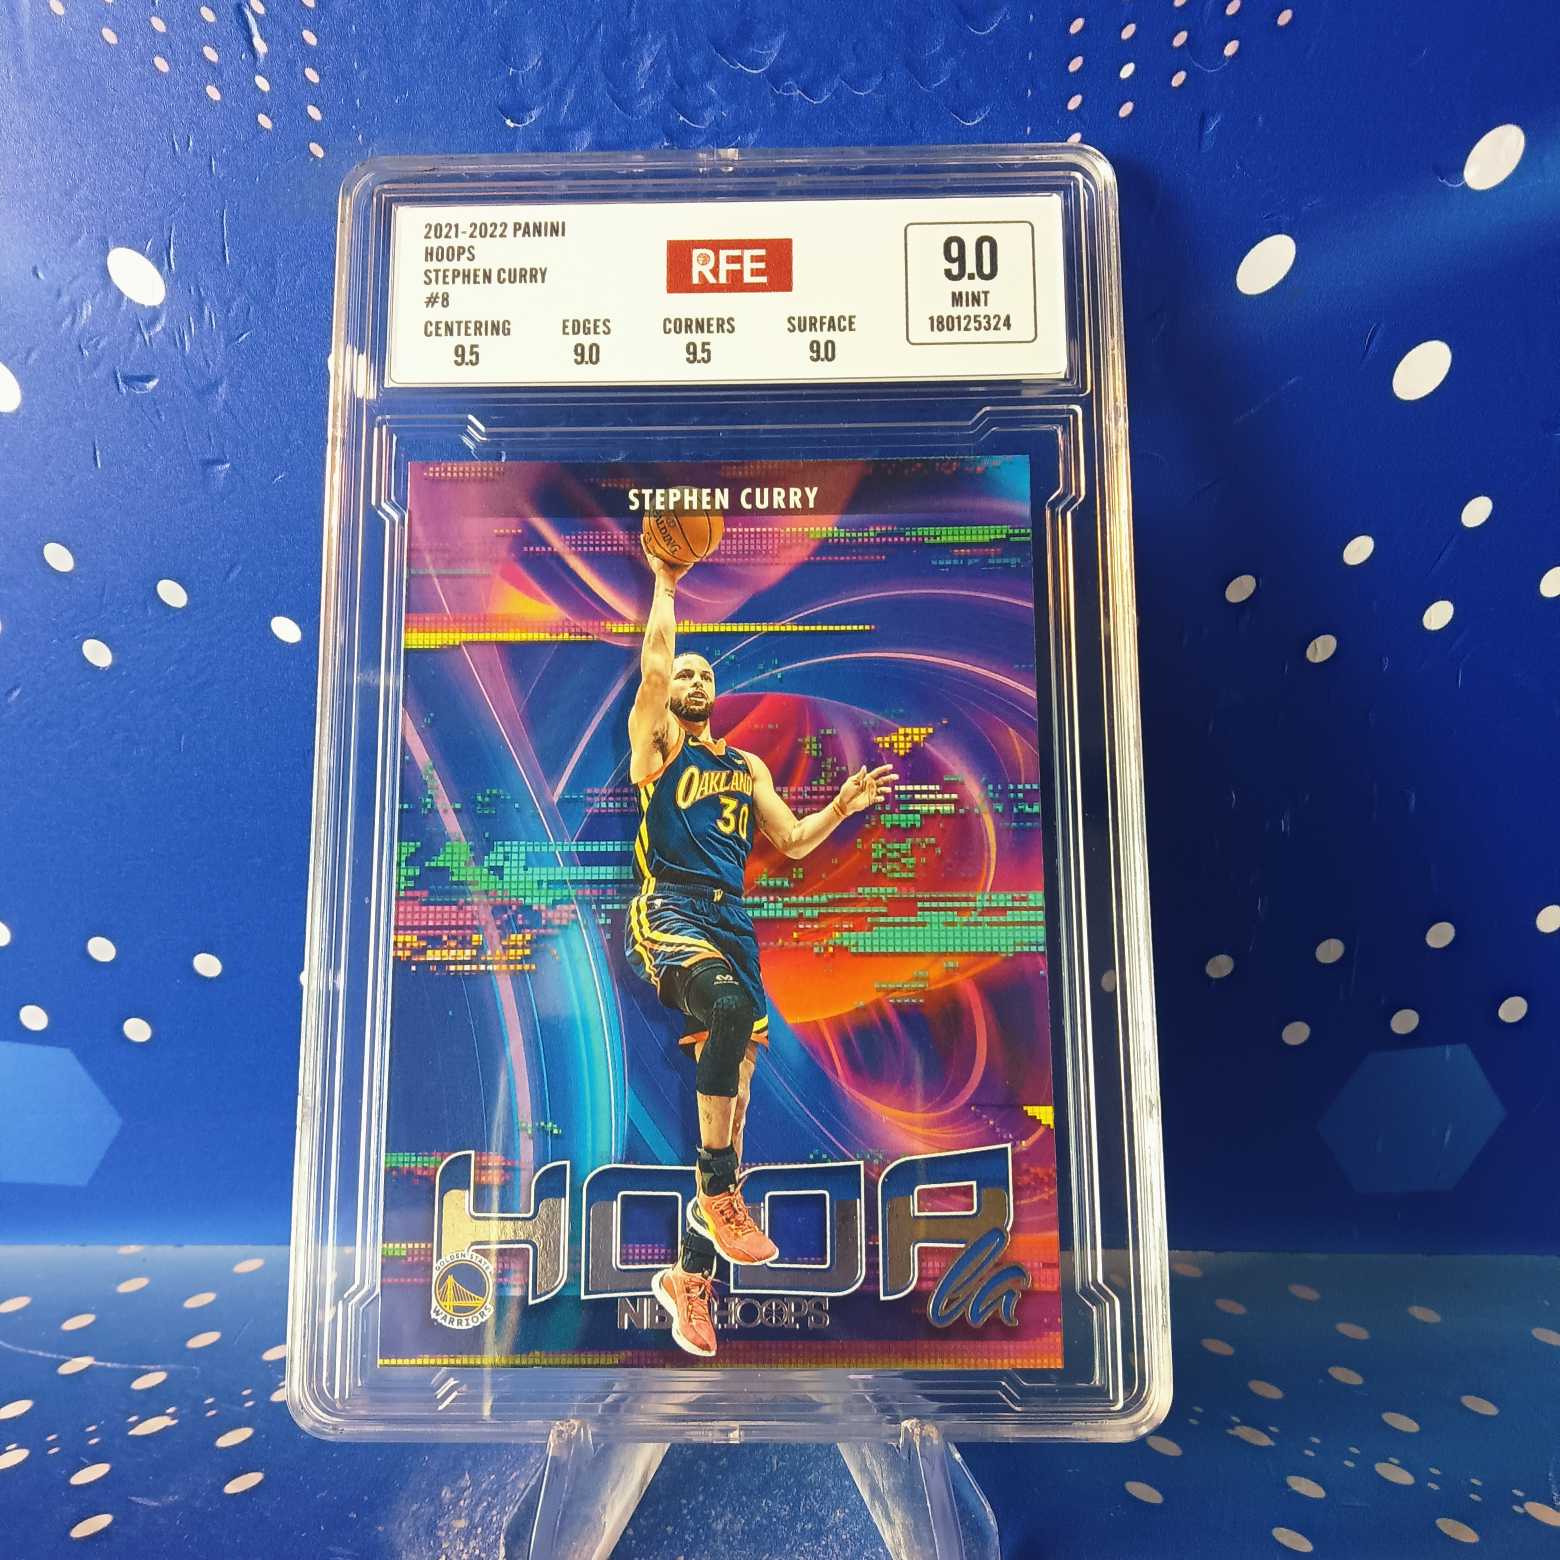 2021-2022 PANINI
HOOPS
STEPHEN CURRY
#8
RFE
9.0
MINT
180125324
CENTERING EDGES CORNERS SURFACE
9.5 9.0 9.5 9.0
STEPHEN CURRY
SPALDING
OAKLAND
30
HOOP
la
GOLDEN STATE
WARRIORS
HOOPS